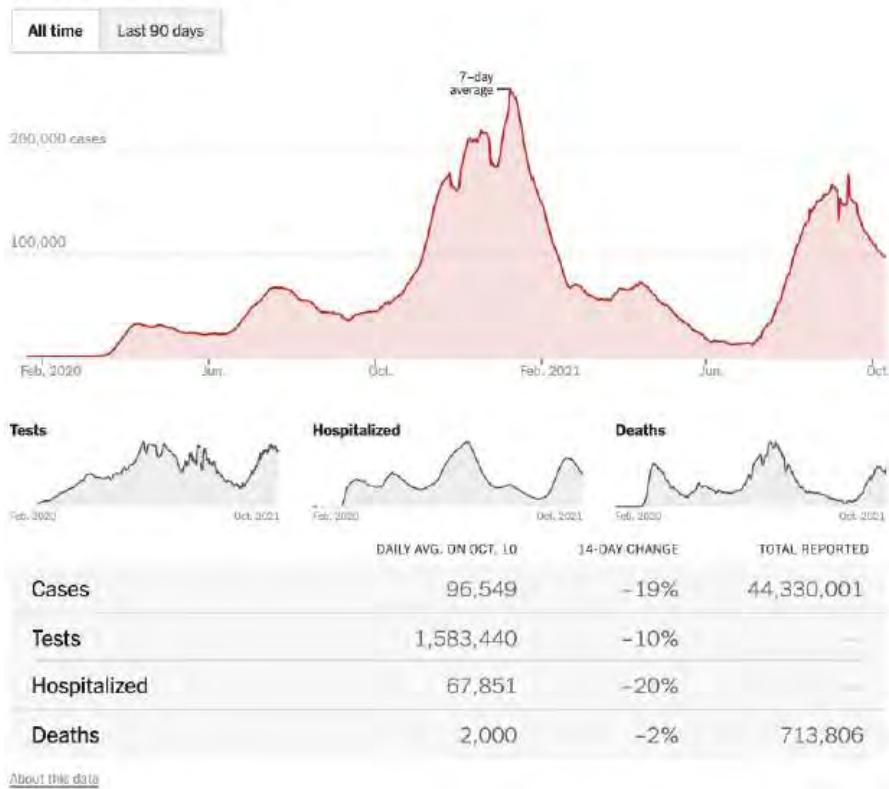 All time Last 90 days
7-day
average
200,000 cases
100,000
Feb. 2020 Jun. Oct. Feb. 2021 Jun. Oct.
Tests Hospitalized Deaths
Feb. 2020 Oct. 2021 Feb. 2020 Oct. 2021 Feb. 2020 Oct. 2021
DAILY AVG. ON OCT. 10 14-DAY CHANGE TOTAL REPORTED
Cases 96,549 –19% 44,330,001
Tests 1,583,440 –10% —
Hospitalized 67,851 –20% —
Deaths 2,000 –2% 713,806
About this data